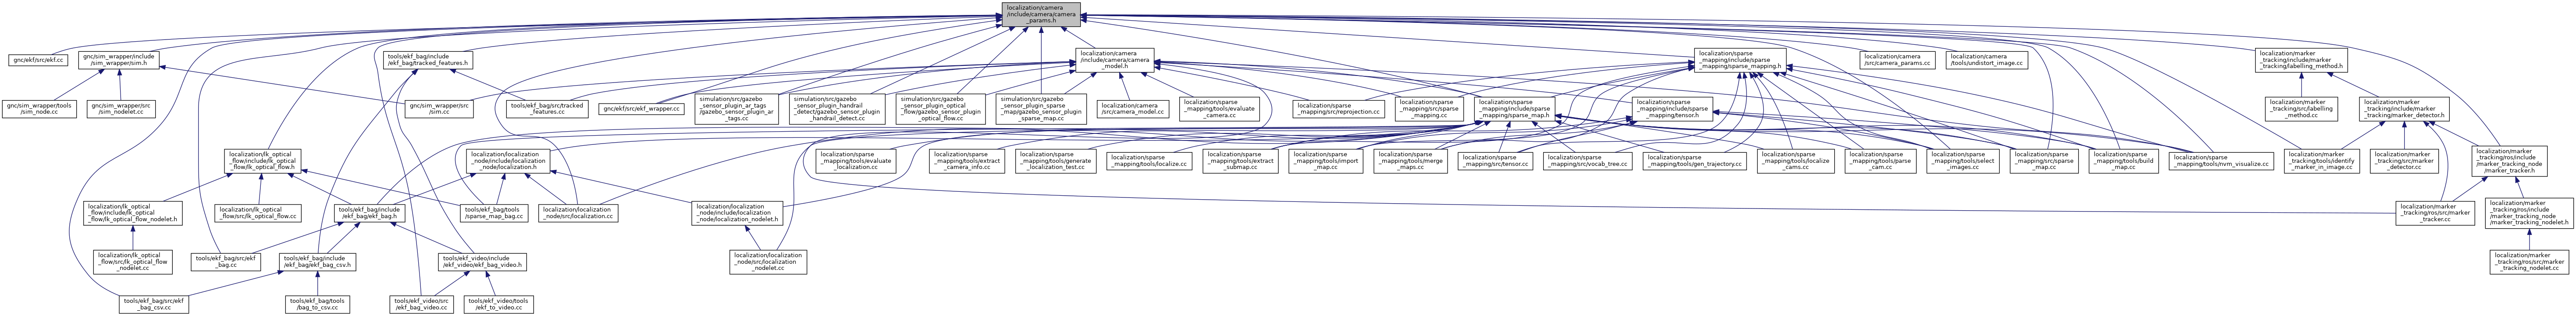 localization/camera
/include/camera/camera
_params.h
gnc/ekf/src/ekf.cc
gnc/sim_wrapper/include
/sim_wrapper/sim.h
tools/ekf_bag/include
/ekf_bag/tracked_features.h
localization/camera
/include/camera/camera
_model.h
localization/sparse
_mapping/include/sparse
_mapping/sparse_mapping.h
localization/camera
/src/camera_params.cc
localization/camera
/tools/undistort_image.cc
localization/marker
_tracking/include/marker
_tracking/labelling_method.h
gnc/sim_wrapper/tools
/sim_node.cc
gnc/sim_wrapper/src
/sim_nodelet.cc
gnc/sim_wrapper/src
/sim.cc
tools/ekf_bag/src/tracked
_features.cc
gnc/ekf/src/ekf_wrapper.cc
simulation/src/gazebo
_sensor_plugin_ar_tags
/gazebo_sensor_plugin_ar
_tags.cc
simulation/src/gazebo
_sensor_plugin_handrail
_detect/gazebo_sensor_plugin
_handrail_detect.cc
simulation/src/gazebo
_sensor_plugin_optical
_flow/gazebo_sensor_plugin
_optical_flow.cc
simulation/src/gazebo
_sensor_plugin_sparse
_map/gazebo_sensor_plugin
_sparse_map.cc
localization/camera
/src/camera_model.cc
localization/sparse
_mapping/tools/evaluate
_camera.cc
localization/sparse
_mapping/src/reprojection.cc
localization/sparse
_mapping/src/sparse
_mapping.cc
localization/sparse
_mapping/include/sparse
_mapping/sparse_map.h
localization/sparse
_mapping/include/sparse
_mapping/tensor.h
localization/marker
_tracking/src/labelling
_method.cc
localization/marker
_tracking/include/marker
_tracking/marker_detector.h
localization/lk_optical
_flow/include/lk_optical
_flow/lk_optical_flow.h
localization/localization
_node/include/localization
_node/localization.h
localization/sparse
_mapping/tools/evaluate
_localization.cc
localization/sparse
_mapping/tools/extract
_camera_info.cc
localization/sparse
_mapping/tools/generate
_localization_test.cc
localization/sparse
_mapping/tools/localize.cc
localization/sparse
_mapping/tools/extract
_submap.cc
localization/sparse
_mapping/tools/import
_map.cc
localization/sparse
_mapping/tools/merge
_maps.cc
localization/sparse
_mapping/src/tensor.cc
localization/sparse
_mapping/src/vocab_tree.cc
localization/sparse
_mapping/tools/gen_trajectory.cc
localization/sparse
_mapping/tools/localize
_cams.cc
localization/sparse
_mapping/tools/parse
_cam.cc
localization/sparse
_mapping/tools/select
_images.cc
localization/sparse
_mapping/src/sparse
_map.cc
localization/sparse
_mapping/tools/build
_map.cc
localization/sparse
_mapping/tools/nvm_visualize.cc
localization/marker
_tracking/tools/identify
_marker_in_image.cc
localization/marker
_tracking/src/marker
_detector.cc
localization/marker
_tracking/ros/include
/marker_tracking_node
/marker_tracker.h
localization/lk_optical
_flow/include/lk_optical
_flow/lk_optical_flow_nodelet.h
localization/lk_optical
_flow/src/lk_optical_flow.cc
tools/ekf_bag/include
/ekf_bag/ekf_bag.h
tools/ekf_bag/tools
/sparse_map_bag.cc
localization/localization
_node/src/localization.cc
localization/localization
_node/include/localization
_node/localization_nodelet.h
localization/marker
_tracking/ros/src/marker
_tracker.cc
localization/marker
_tracking/ros/include
/marker_tracking_node
/marker_tracking_nodelet.h
localization/lk_optical
_flow/src/lk_optical_flow
_nodelet.cc
tools/ekf_bag/src/ekf
_bag.cc
tools/ekf_bag/include
/ekf_bag/ekf_bag_csv.h
tools/ekf_video/include
/ekf_video/ekf_bag_video.h
localization/localization
_node/src/localization
_nodelet.cc
localization/marker
_tracking/ros/src/marker
_tracking_nodelet.cc
tools/ekf_bag/src/ekf
_bag_csv.cc
tools/ekf_bag/tools
/bag_to_csv.cc
tools/ekf_video/src
/ekf_bag_video.cc
tools/ekf_video/tools
/ekf_to_video.cc